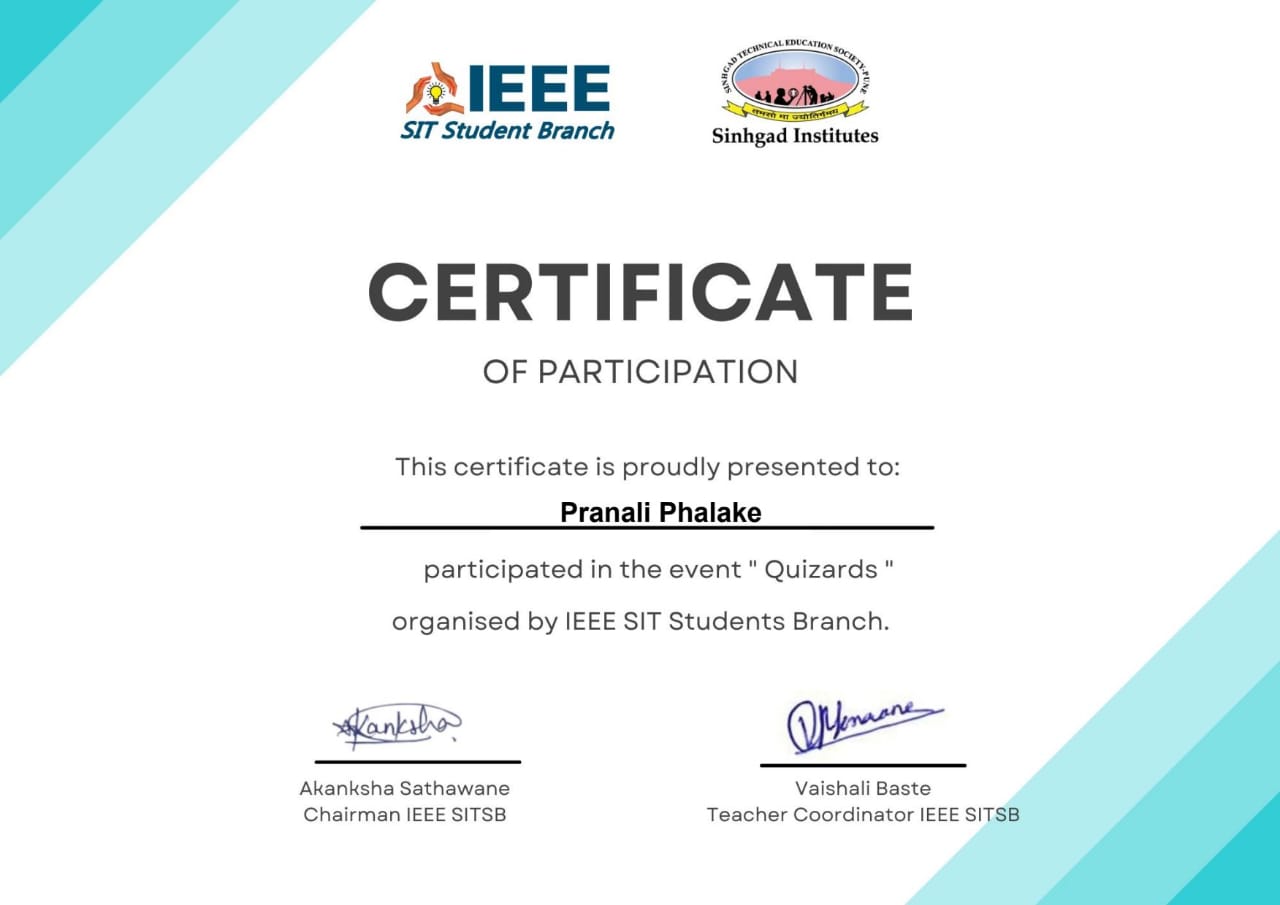 IEEE
SIT Student Branch
SINHGAD TECHNICAL EDUCATION SOCIETY-PUNE
तमसो मा ज्योतिर्गमय
Sinhgad Institutes
CERTIFICATE
OF PARTICIPATION
This certificate is proudly presented to:
Pranali Phalake
participated in the event " Quizards "
organised by IEEE SIT Students Branch.
Akanksha
Akanksha Sathawane
Chairman IEEE SITSB
Vaishali Baste
Teacher Coordinator IEEE SITSB